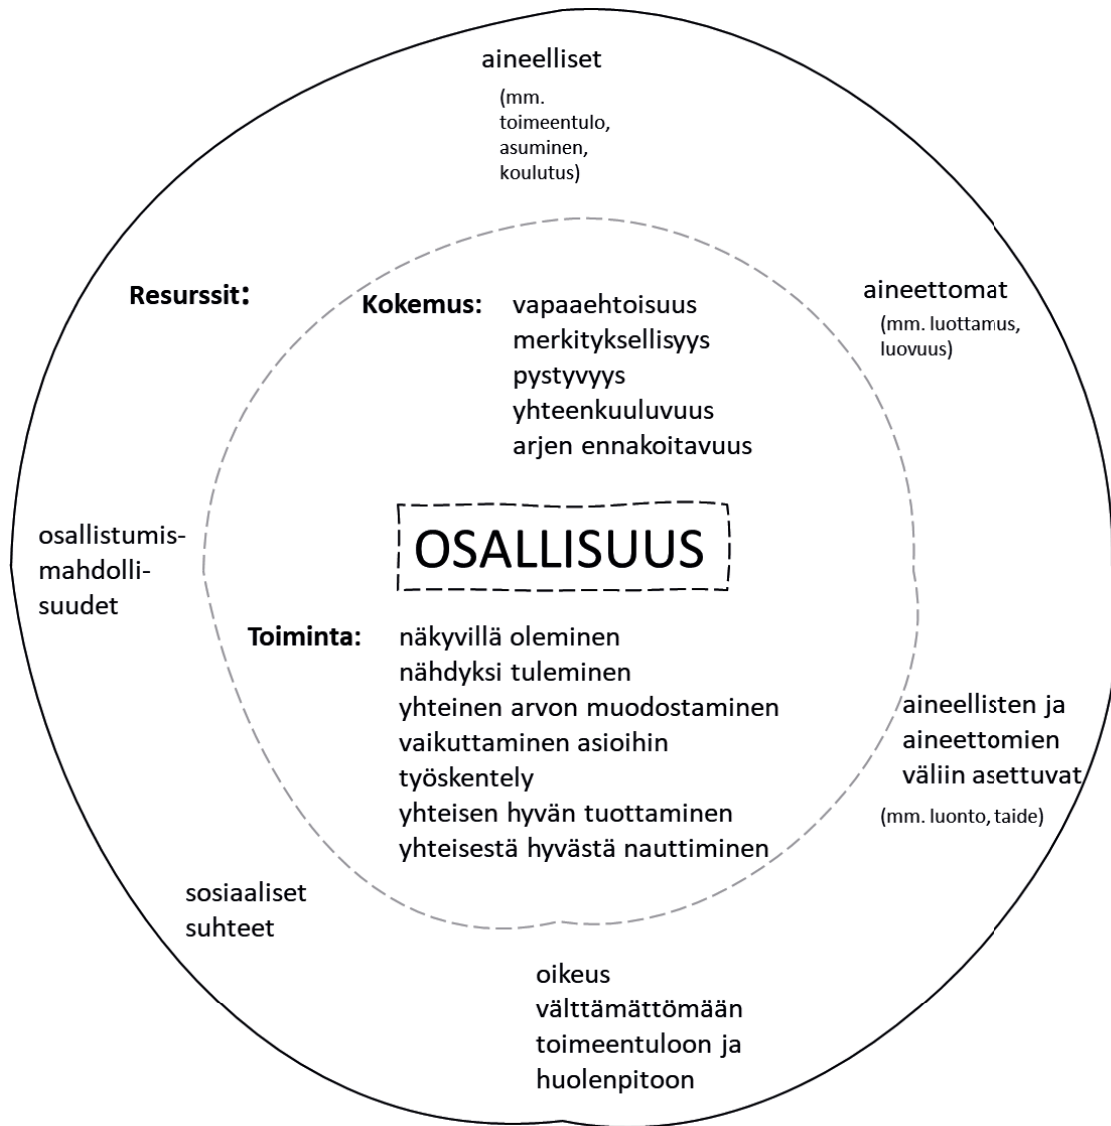 aineelliset
(mm.
toimeentulo,
asuminen,
koulutus)
Resurssit:
aineettomat
(mm. luottamus,
luovuus)
Kokemus: vapaaehtoisuus
merkityksellisyys
pystyvyys
yhteenkuuluvuus
arjen ennakoitavuus
osallistumis-
mahdolli-
suudet
OSALLISUUS
Toiminta: näkyvillä oleminen
nähdyksi tuleminen
yhteinen arvon muodostaminen
vaikuttaminen asioihin
työskentely
yhteisen hyvän tuottaminen
yhteisestä hyvästä nauttiminen
aineellisten ja
aineettomien
väliin asettuvat
(mm. luonto, taide)
sosiaaliset
suhteet
oikeus
välttämättömään
toimeentuloon ja
huolenpitoon